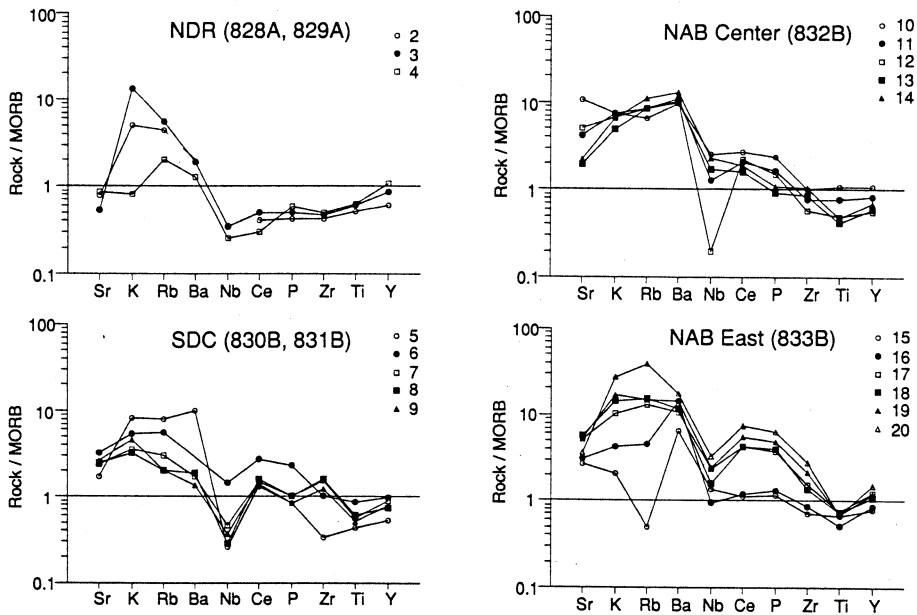 NDR (828A, 829A)
Rock / MORB
100
10
1
0.1
2
3
4
Sr K Rb Ba Nb Ce P Zr Ti Y
NAB Center (832B)
Rock / MORB
100
10
1
0.1
10
11
12
13
14
Sr K Rb Ba Nb Ce P Zr Ti Y
SDC (830B, 831B)
Rock / MORB
100
10
1
0.1
5
6
7
8
9
Sr K Rb Ba Nb Ce P Zr Ti Y
NAB East (833B)
Rock / MORB
100
10
1
0.1
15
16
17
18
19
20
Sr K Rb Ba Nb Ce P Zr Ti Y